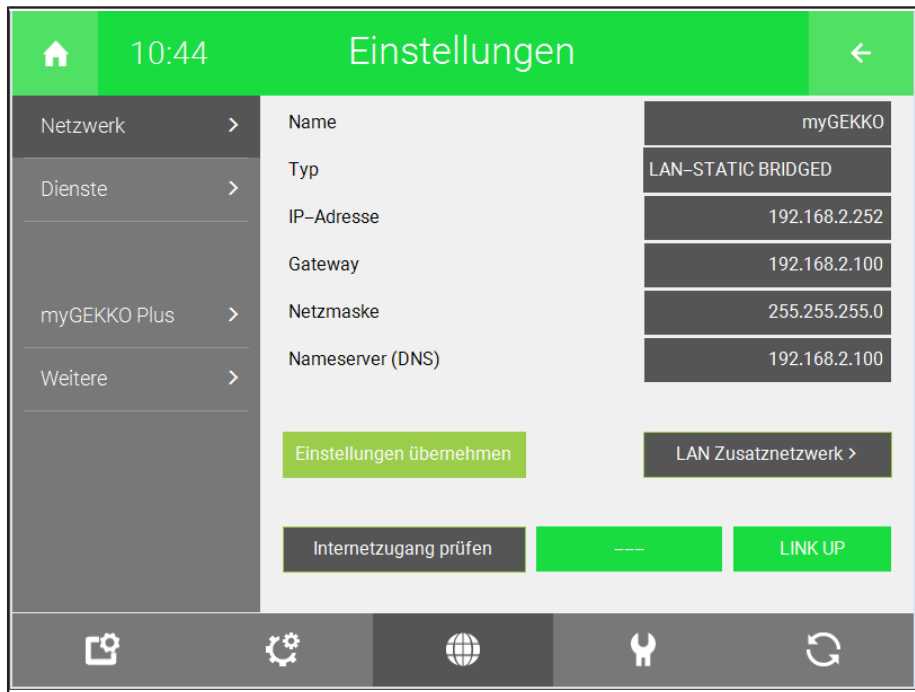 10:44 Einstellungen
Netzwerk
Dienste
myGEKKO Plus
Weitere
Name myGEKKO
Typ LAN-STATIC BRIDGED
IP-Adresse 192.168.2.252
Gateway 192.168.2.100
Netzmaske 255.255.255.0
Nameserver (DNS) 192.168.2.100
Einstellungen übernehmen LAN Zusatznetzwerk >
Internetzugang prüfen --- LINK UP